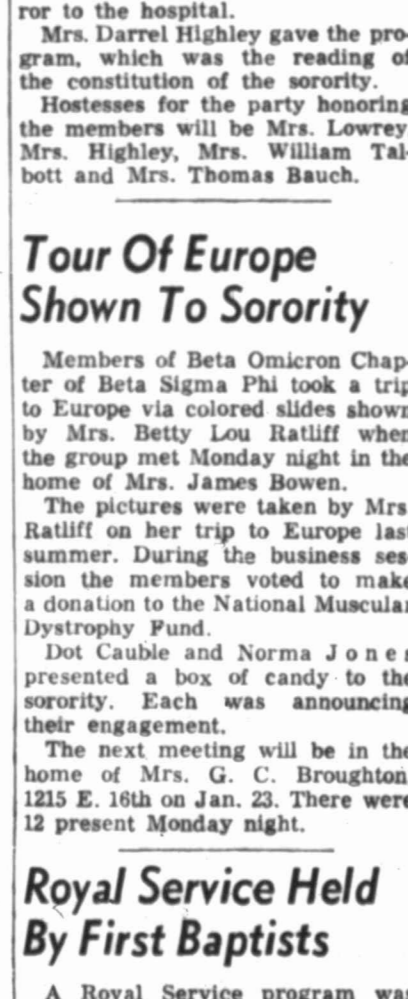 ror to the hospital.
Mrs. Darrel Highley gave the pro-
gram, which was the reading of
the constitution of the sorority.
Hostesses for the party honoring
the members will be Mrs. Lowrey
Mrs. Highley, Mrs. William Tal-
bott and Mrs. Thomas Bauch.
Tour Of Europe
Shown To Sorority
Members of Beta Omicron Chap-
ter of Beta Sigma Phi took a trip
to Europe via colored slides shown
by Mrs. Betty Lou Ratliff when
the group met Monday night in the
home of Mrs. James Bowen.
The pictures were taken by Mrs
Ratliff on her trip to Europe las
summer. During the business ses
sion the members voted to make
a donation to the National Muscular
Dystrophy Fund.
Dot Cauble and Norma Jones
presented a box of candy to the
sorority. Each was announcing
their engagement.
The next meeting will be in the
home of Mrs. G. C. Broughton
1215 E. 16th on Jan. 23. There were
12 present Monday night.
Royal Service Held
By First Baptists
A Royal Service program was